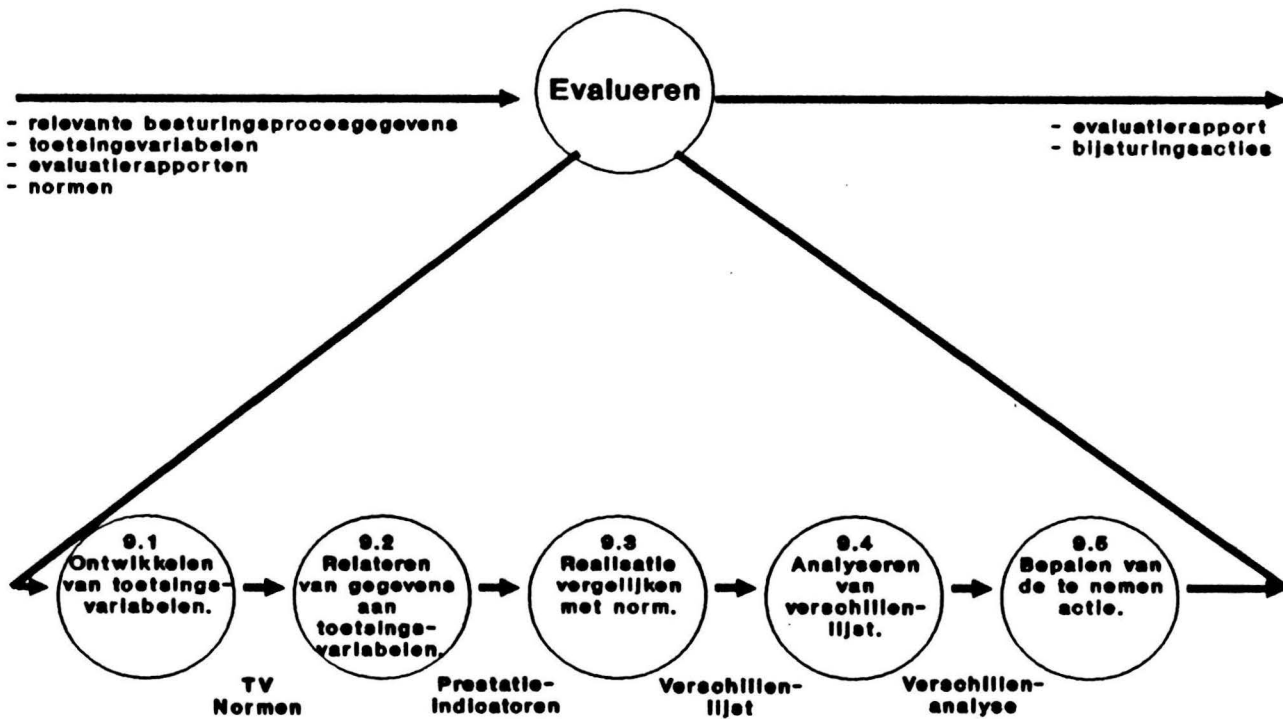 Evalueren
- relevante besturingsprocesgegevens
- toetsingsvariabelen
- evaluatierapporten
- normen
- evaluatierapport
- bijsturingsacties
9.1
Ontwikkelen
van toetsings-
variabelen.
9.2
Relateren
van gegevens
aan
toetsings-
variabelen.
9.3
Realisatie
vergelijken
met norm.
9.4
Analyseren
van
verschillen-
lijst.
9.5
Bepalen van
de te nemen
actie.
TV
Normen
Prestatie-
indicatoren
Verschillen-
lijst
Verschillen-
analyse